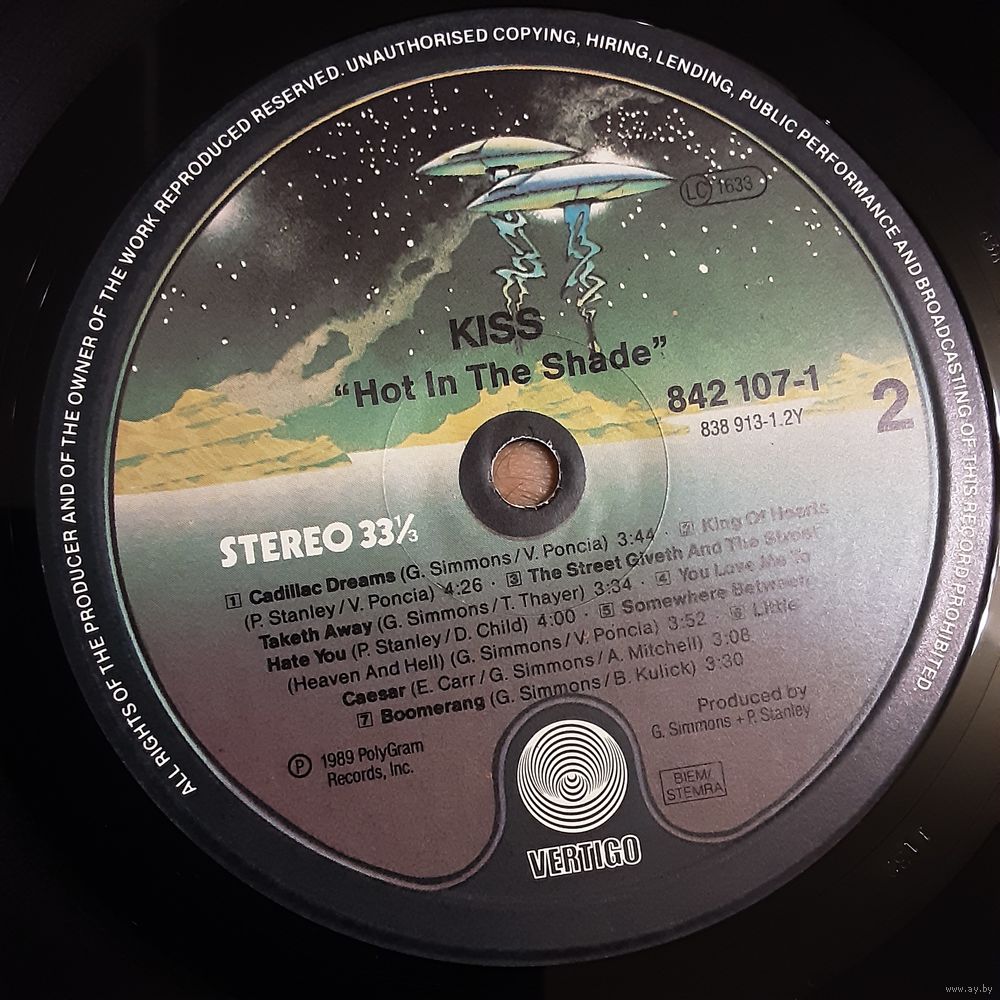 ALL RIGHTS OF THE PRODUCER AND OF THE OWNER OF THE WORK REPRODUCED RESERVED. UNAUTHORISED COPYING, HIRING, LENDING, PUBLIC PERFORMANCE AND BROADCASTING OF THIS RECORD PROHIBITED.
LC 1633
KISS
“Hot In The Shade”
842 107-1
838 913-1.2Y
2
STEREO 33⅓
1 Cadillac Dreams (G. Simmons / V. Poncia) 3:44 · 2 King Of Hearts
(P. Stanley / V. Poncia) 4:26 · 3 The Street Giveth And The Street
Taketh Away (G. Simmons / T. Thayer) 3:34 · 4 You Love Me To
Hate You (P. Stanley / D. Child) 4:00 · 5 Somewhere Between
(Heaven And Hell) (G. Simmons / V. Poncia) 3:52 · 6 Little
Caesar (E. Carr / G. Simmons / A. Mitchell) 3:08
7 Boomerang (G. Simmons / B. Kulick) 3:30
Produced by
G. Simmons + P. Stanley
Ⓟ 1989 PolyGram
Records, Inc.
BIEM/
STEMRA
VERTIGO
www.ay.by